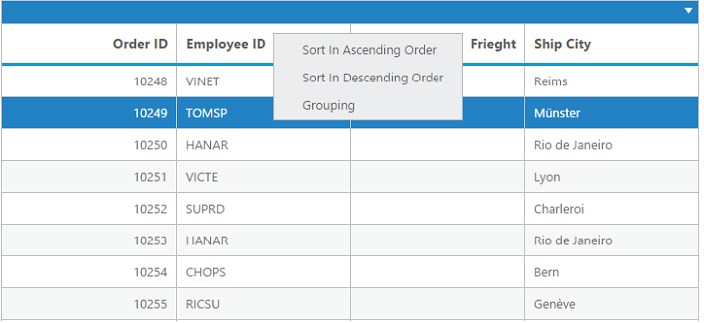 Order ID Employee ID Frieght Ship City
Sort In Ascending Order
Sort In Descending Order
Grouping
10248 VINET Reims
10249 TOMSP Münster
10250 HANAR Rio de Janeiro
10251 VICTE Lyon
10252 SUPRD Charleroi
10253 HANAR Rio de Janeiro
10254 CHOPS Bern
10255 RICSU Genève